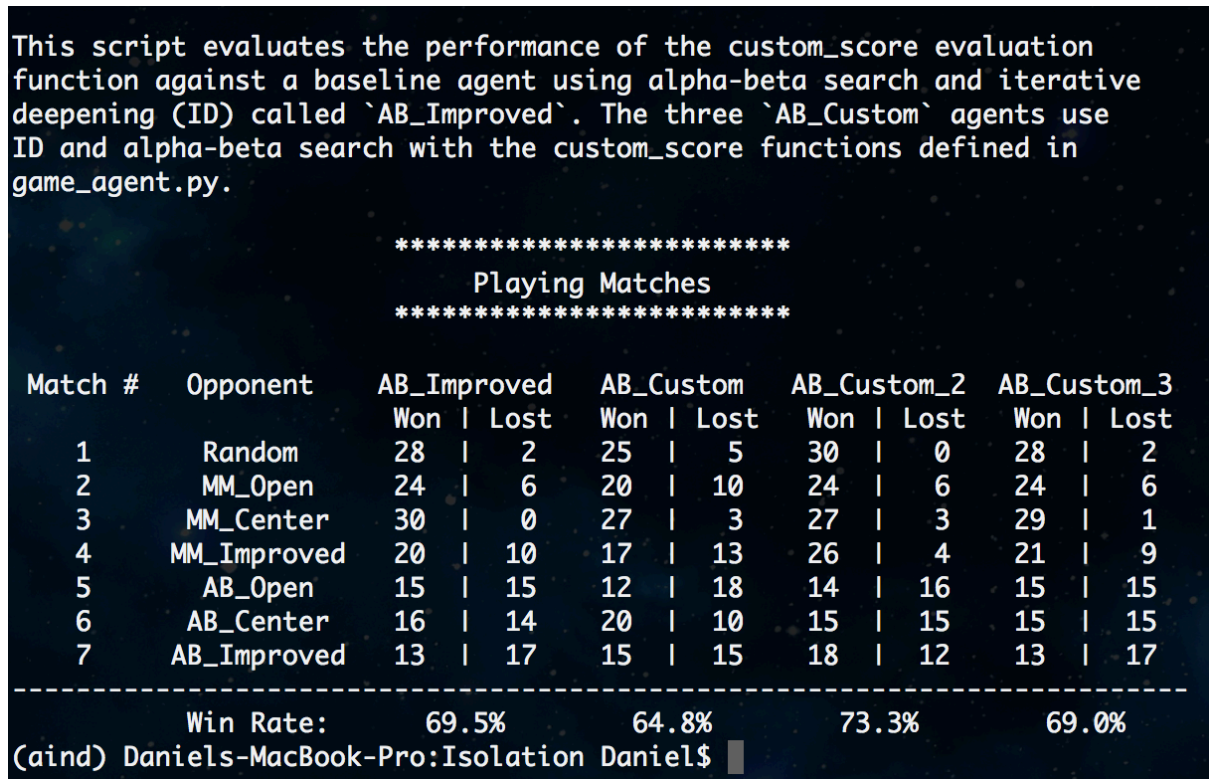 This script evaluates the performance of the custom_score evaluation
function against a baseline agent using alpha-beta search and iterative
deepening (ID) called `AB_Improved`. The three `AB_Custom` agents use
ID and alpha-beta search with the custom_score functions defined in
game_agent.py.
*************************
Playing Matches
*************************
Match # Opponent AB_Improved AB_Custom AB_Custom_2 AB_Custom_3
Won | Lost Won | Lost Won | Lost Won | Lost
1 Random 28 | 2 25 | 5 30 | 0 28 | 2
2 MM_Open 24 | 6 20 | 10 24 | 6 24 | 6
3 MM_Center 30 | 0 27 | 3 27 | 3 29 | 1
4 MM_Improved 20 | 10 17 | 13 26 | 4 21 | 9
5 AB_Open 15 | 15 12 | 18 14 | 16 15 | 15
6 AB_Center 16 | 14 20 | 10 15 | 15 15 | 15
7 AB_Improved 13 | 17 15 | 15 18 | 12 13 | 17
--------------------------------------------------------------------------
Win Rate: 69.5% 64.8% 73.3% 69.0%
(aind) Daniels-MacBook-Pro:Isolation Daniel$